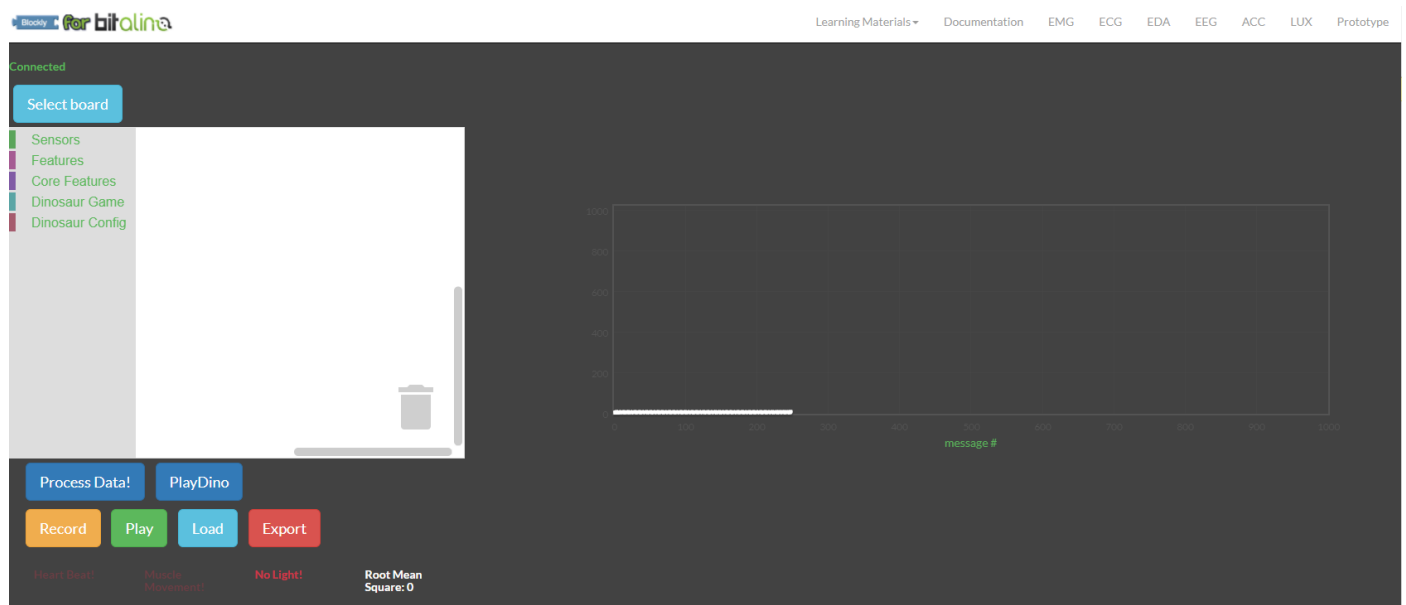 Blockly for bitalino
Learning Materials Documentation EMG ECG EDA EEG ACC LUX Prototype
Connected
Select board
Sensors
Features
Core Features
Dinosaur Game
Dinosaur Config
1000
800
600
400
200
0
0 100 200 300 400 500 600 700 800 900 1000
message #
Process Data! PlayDino
Record Play Load Export
Heart Beat!
Muscle
Movement!
No Light!
Root Mean
Square: 0